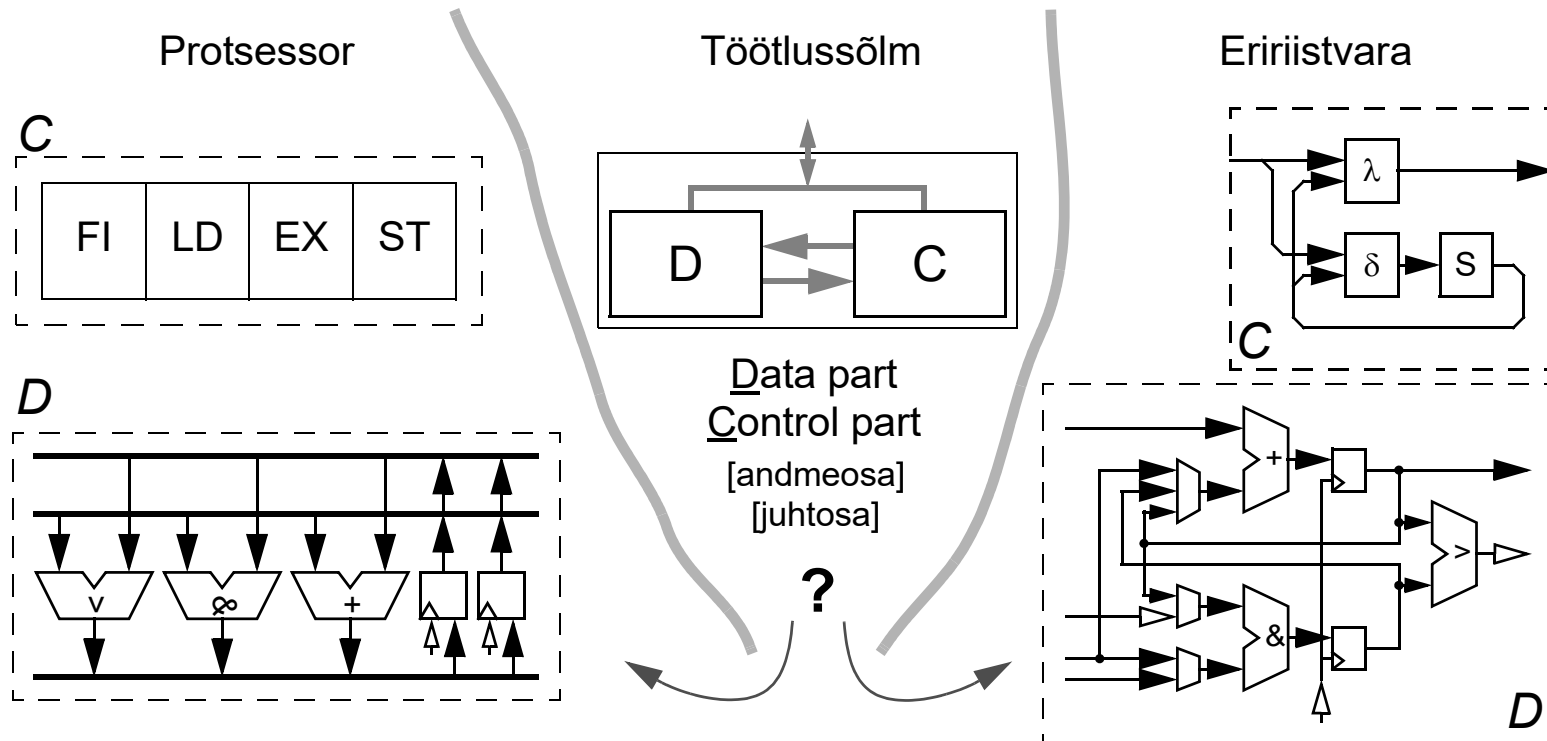 Protsessor
Töötlussõlm
Eririistvara
C
FI LD EX ST
D C
λ
δ S
C
Data part
Control part
[andmeosa]
[juhtosa]
?
D
> & +
+
>
&
D